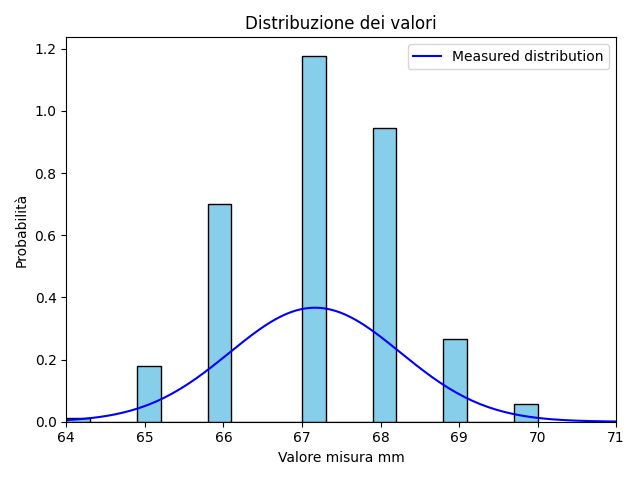 Distribuzione dei valori
Measured distribution
1.2
1.0
0.8
0.6
0.4
0.2
0.0
Probabilità
64 65 66 67 68 69 70 71
Valore misura mm